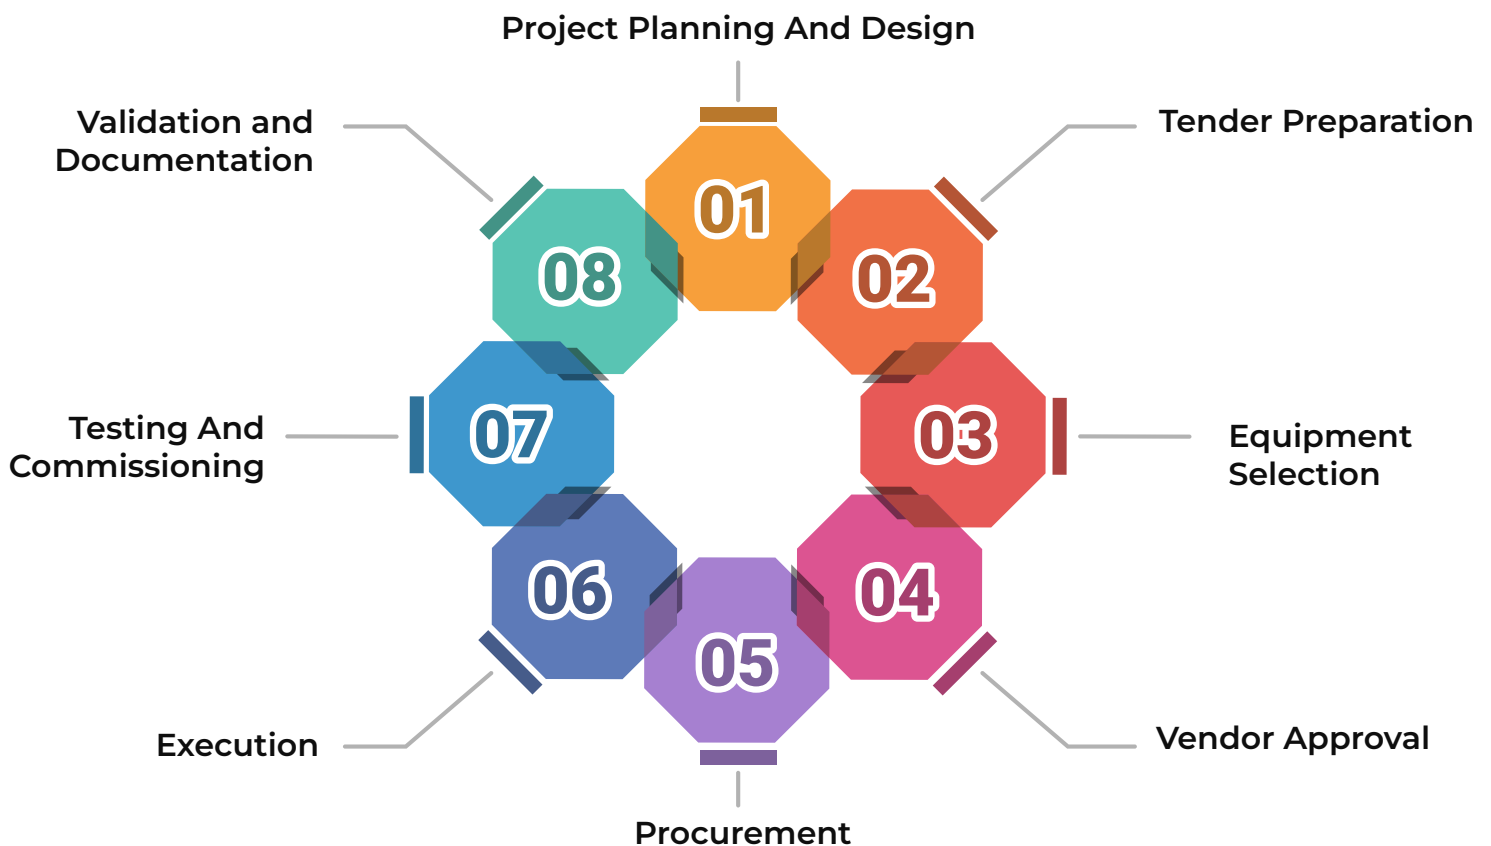 Project Planning And Design
01
Tender Preparation
02
Equipment
Selection
03
Vendor Approval
04
Procurement
05
Execution
06
Testing And
Commissioning
07
Validation and
Documentation
08